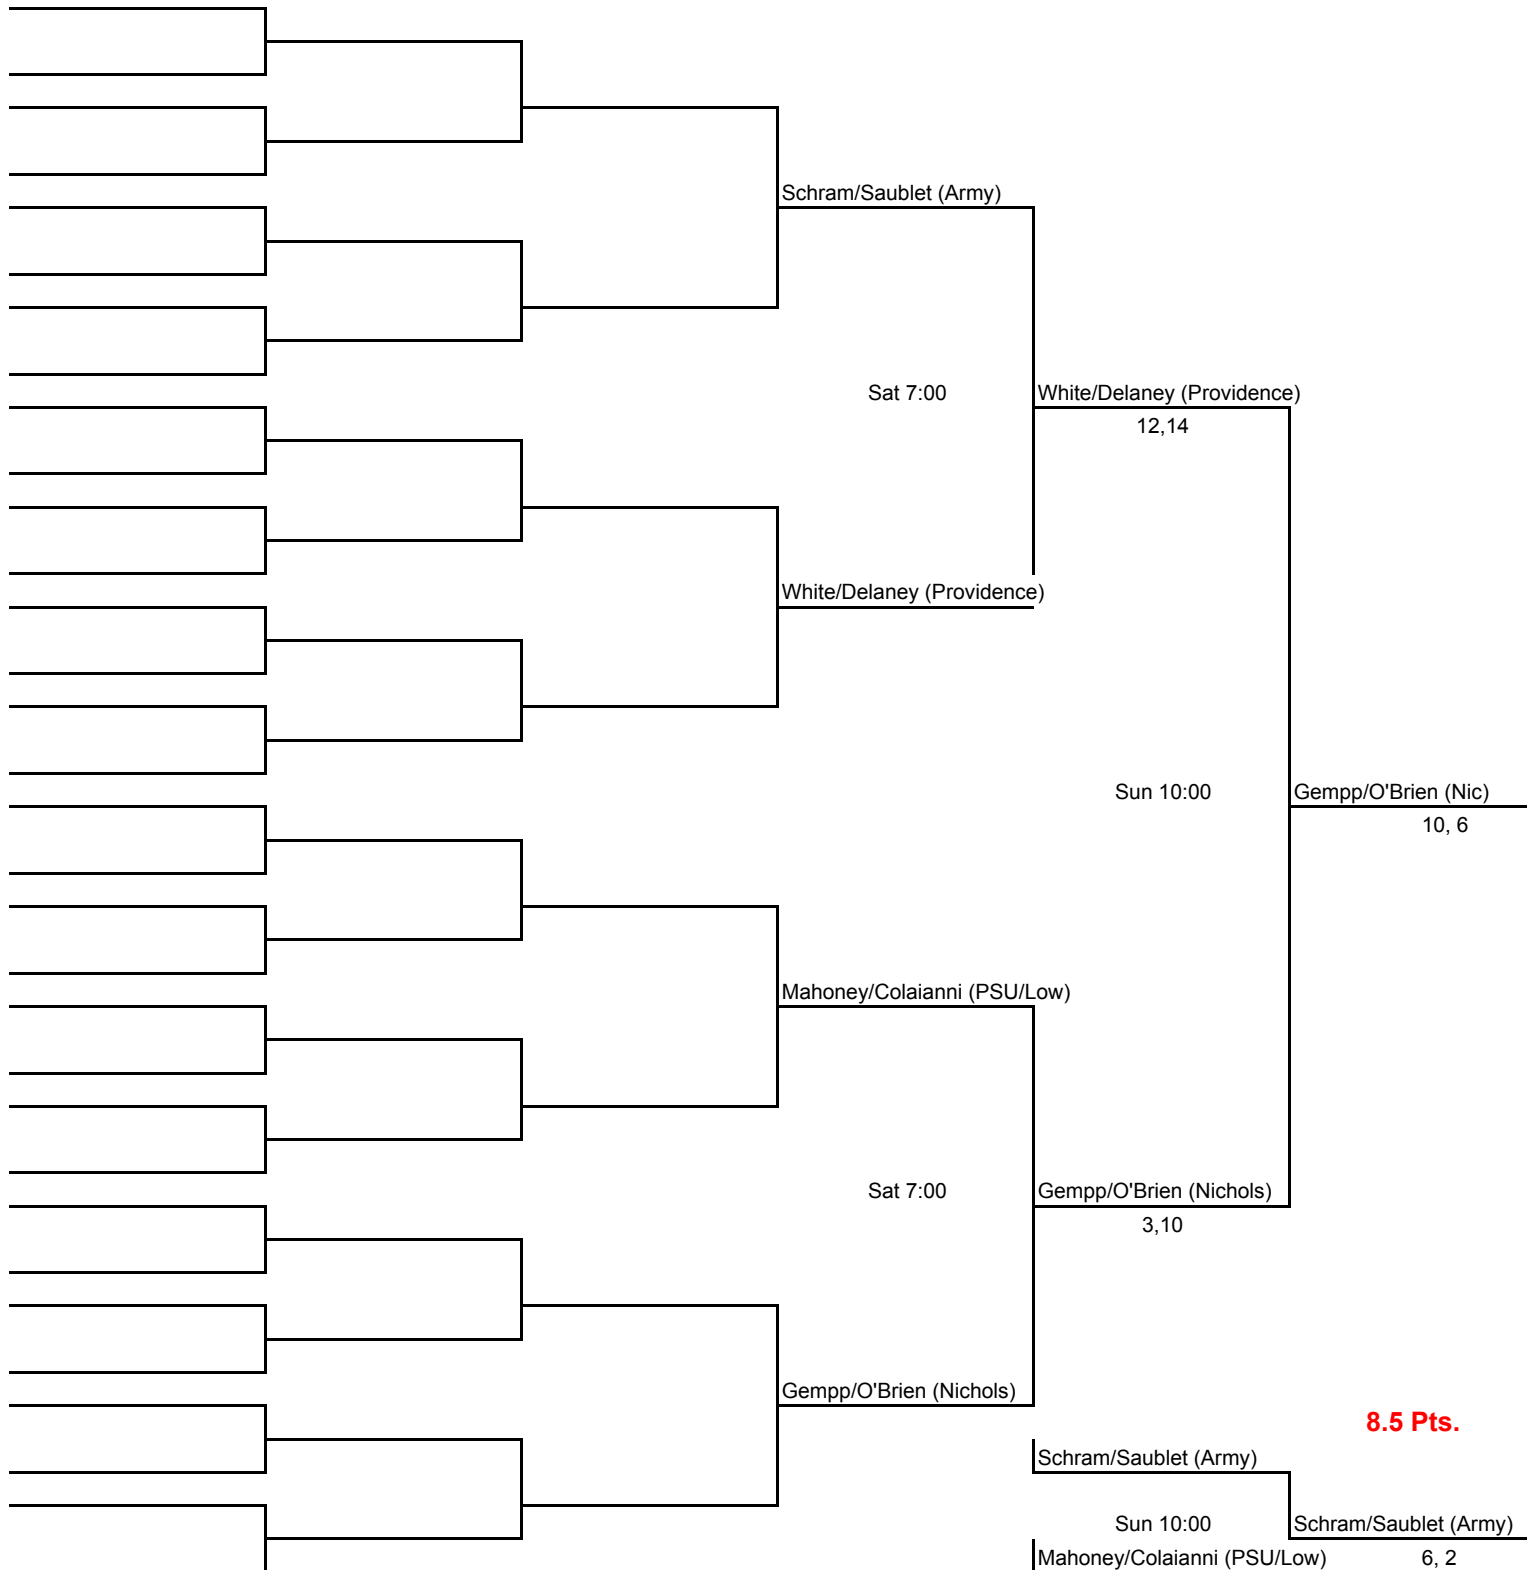 Schram/Saublet (Army)
Sat 7:00
White/Delaney (Providence)
12,14
White/Delaney (Providence)
Sun 10:00
Gempp/O'Brien (Nic)
10, 6
Mahoney/Colaianni (PSU/Low)
Sat 7:00
Gempp/O'Brien (Nichols)
3,10
Gempp/O'Brien (Nichols)
8.5 Pts.
Schram/Saublet (Army)
Sun 10:00
Schram/Saublet (Army)
Mahoney/Colaianni (PSU/Low)
6, 2